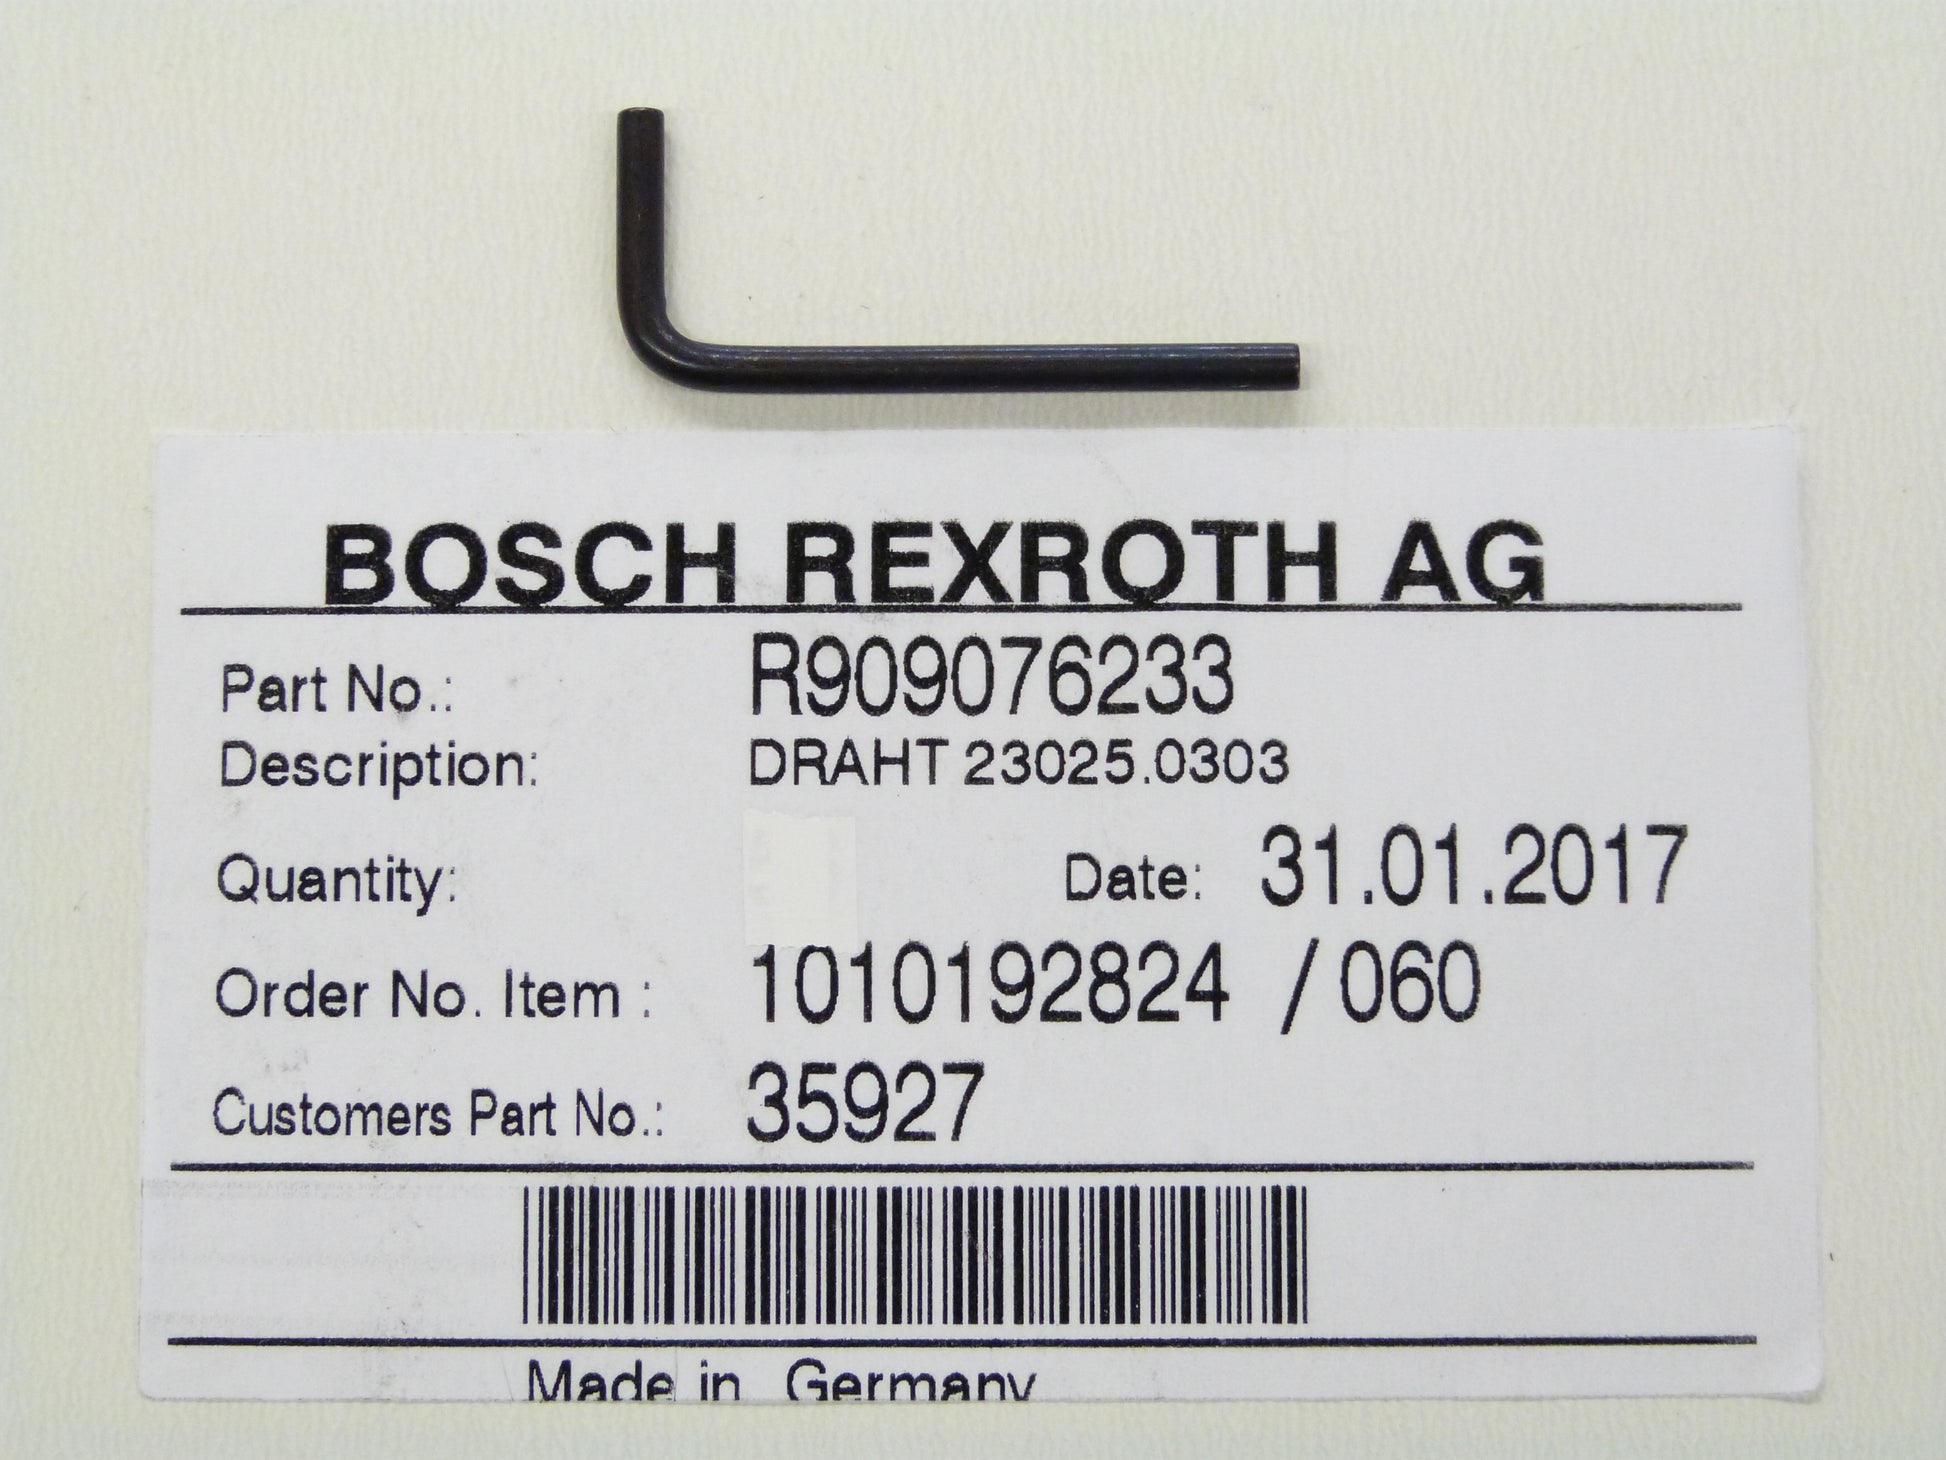 BOSCH REXROTH AG
Part No.: R909076233
Description: DRAHT 23025.0303
Quantity: Date: 31.01.2017
Order No. Item : 1010192824 / 060
Customers Part No.: 35927
Made in Germany